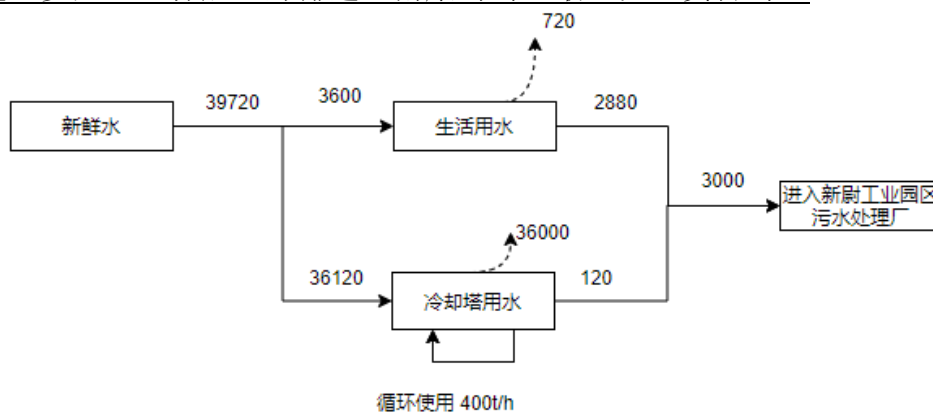 720
39720
3600
2880
新鲜水
生活用水
3000
进入新尉工业园区
污水处理厂
36000
36120
120
冷却塔用水
循环使用 400t/h